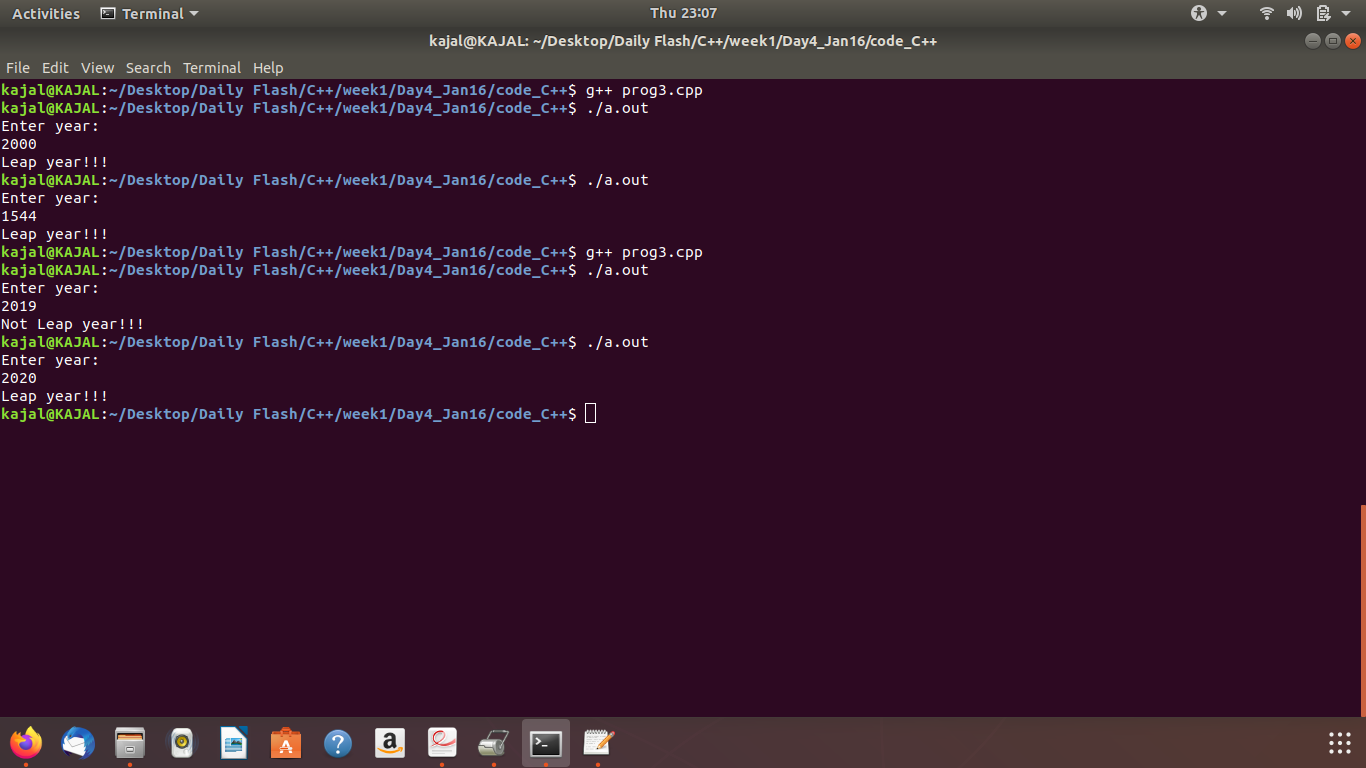 Activities Terminal Thu 23:07
kajal@KAJAL: ~/Desktop/Daily Flash/C++/week1/Day4_Jan16/code_C++
File Edit View Search Terminal Help
kajal@KAJAL:~/Desktop/Daily Flash/C++/week1/Day4_Jan16/code_C++$ g++ prog3.cpp
kajal@KAJAL:~/Desktop/Daily Flash/C++/week1/Day4_Jan16/code_C++$ ./a.out
Enter year:
2000
Leap year!!!
kajal@KAJAL:~/Desktop/Daily Flash/C++/week1/Day4_Jan16/code_C++$ ./a.out
Enter year:
1544
Leap year!!!
kajal@KAJAL:~/Desktop/Daily Flash/C++/week1/Day4_Jan16/code_C++$ g++ prog3.cpp
kajal@KAJAL:~/Desktop/Daily Flash/C++/week1/Day4_Jan16/code_C++$ ./a.out
Enter year:
2019
Not Leap year!!!
kajal@KAJAL:~/Desktop/Daily Flash/C++/week1/Day4_Jan16/code_C++$ ./a.out
Enter year:
2020
Leap year!!!
kajal@KAJAL:~/Desktop/Daily Flash/C++/week1/Day4_Jan16/code_C++$